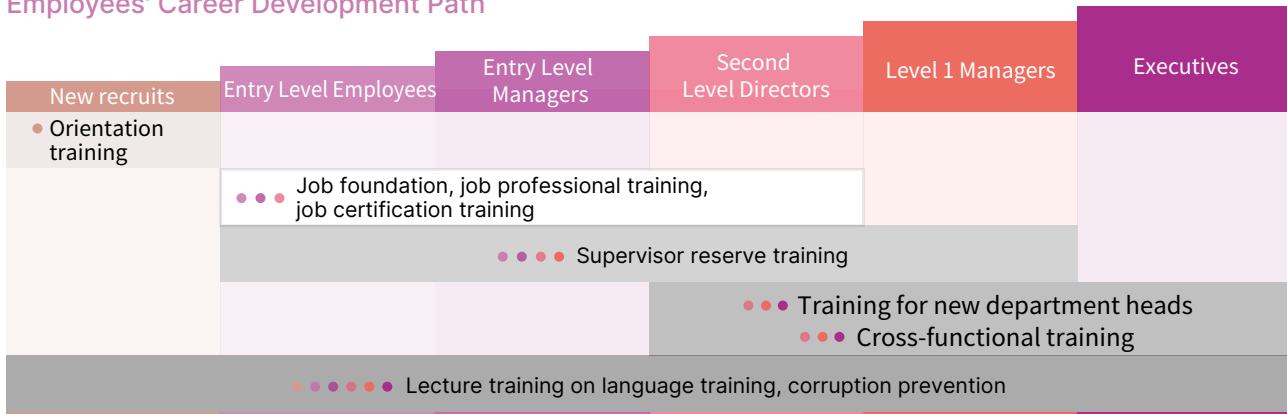 Employees' Career Development Path
New recruits
Entry Level Employees
Entry Level
Managers
Second
Level Directors
Level 1 Managers
Executives
Orientation
training
Job foundation, job professional training,
job certification training
Supervisor reserve training
Training for new department heads
Cross-functional training
Lecture training on language training, corruption prevention